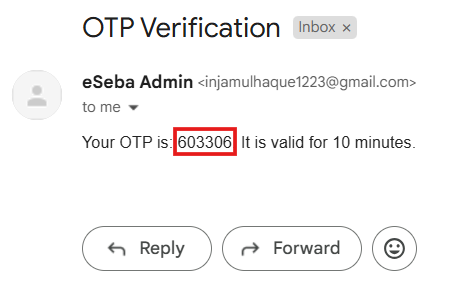 OTP Verification Inbox ×
eSeba Admin <injamulhaque1223@gmail.com>
to me
Your OTP is: 603306. It is valid for 10 minutes.
Reply Forward